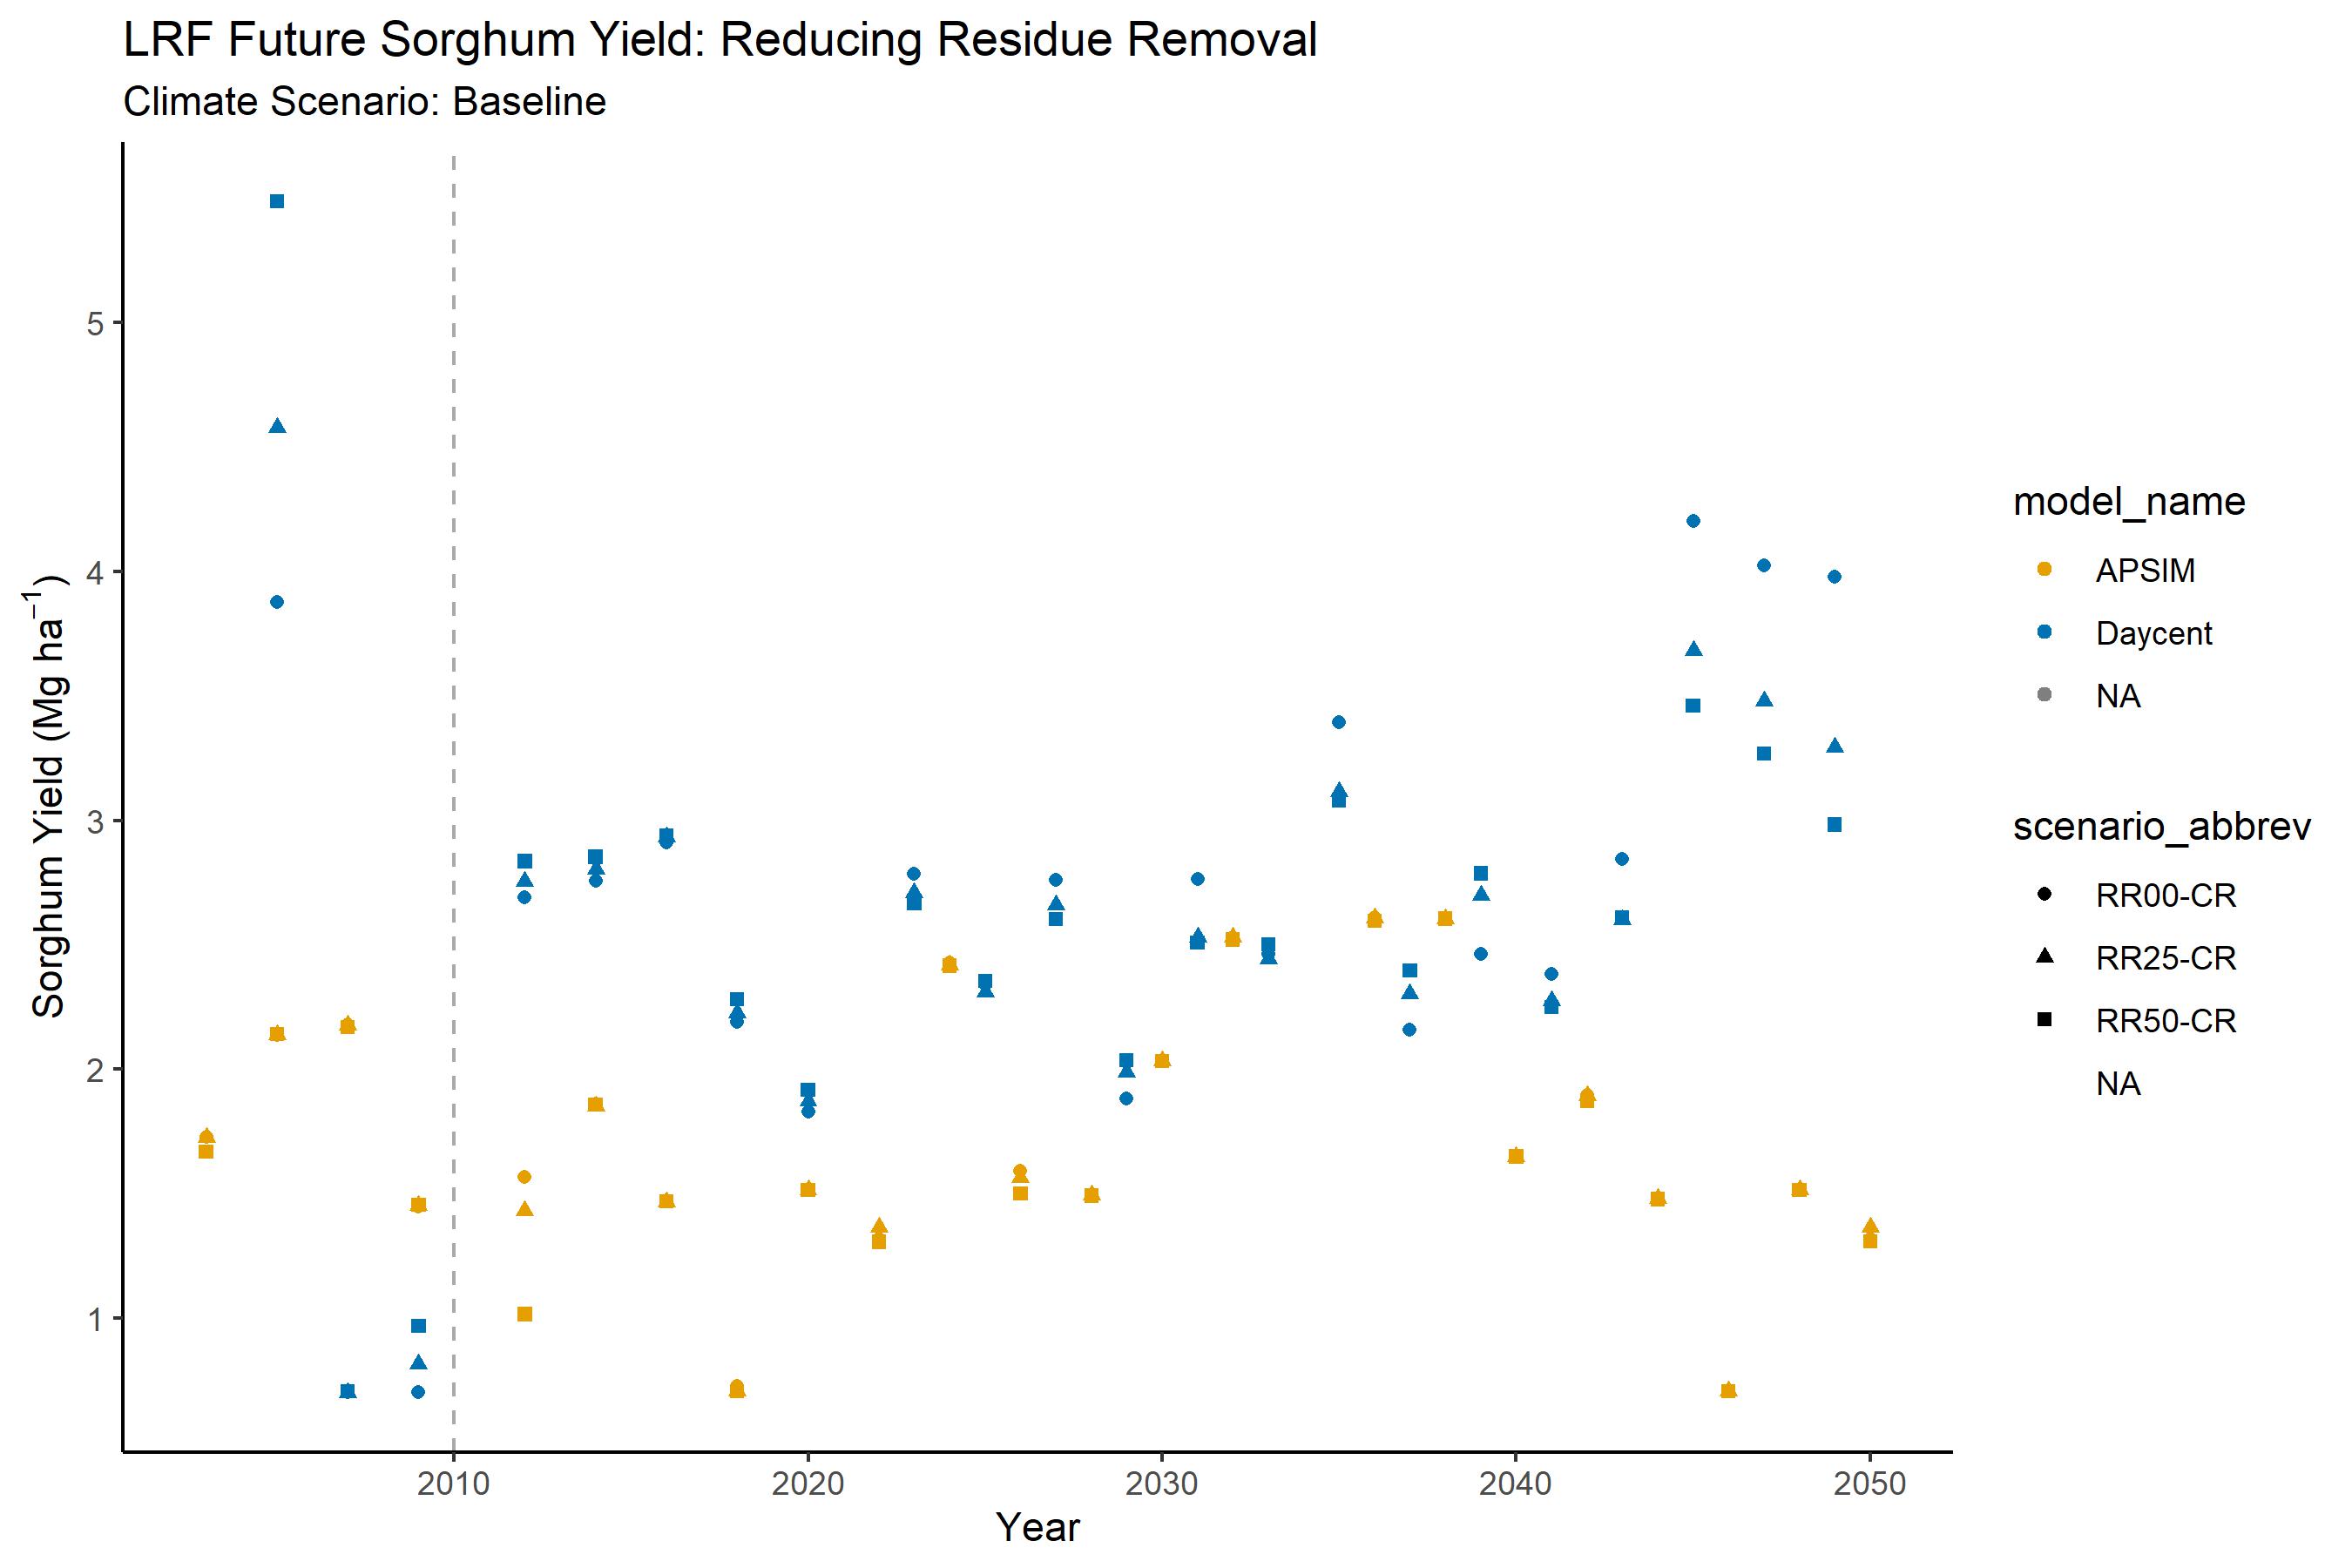 LRF Future Sorghum Yield: Reducing Residue Removal
Climate Scenario: Baseline
Sorghum Yield (Mg ha⁻¹)
5
4
3
2
1
2010
2020
2030
2040
2050
Year
model_name
APSIM
Daycent
NA
scenario_abbrev
RR00-CR
RR25-CR
RR50-CR
NA